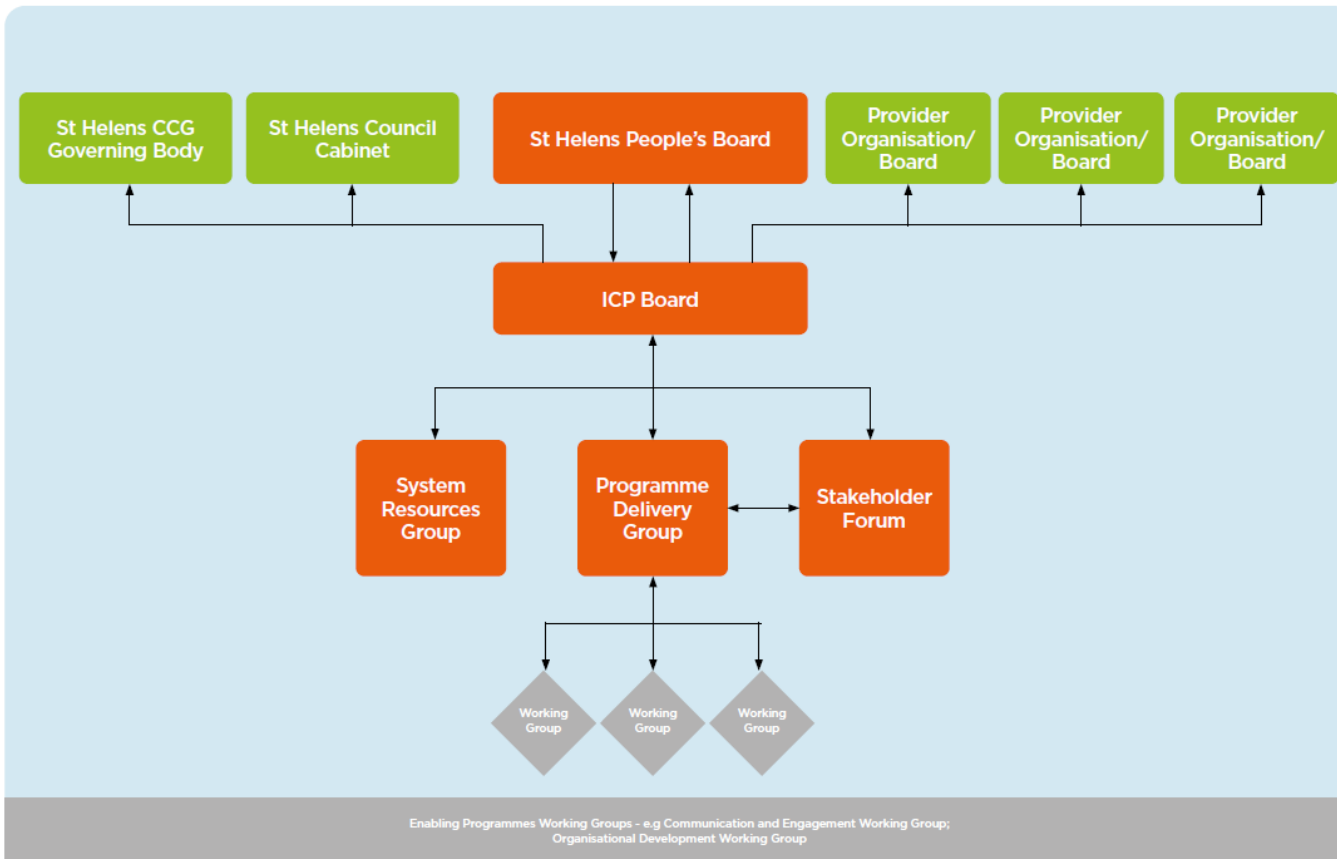 St Helens CCG
Governing Body
St Helens Council
Cabinet
St Helens People's Board
Provider
Organisation/
Board
Provider
Organisation/
Board
Provider
Organisation/
Board
ICP Board
System
Resources
Group
Programme
Delivery
Group
Stakeholder
Forum
Working
Group
Working
Group
Working
Group
Enabling Programmes Working Groups - e.g Communication and Engagement Working Group;
Organisational Development Working Group